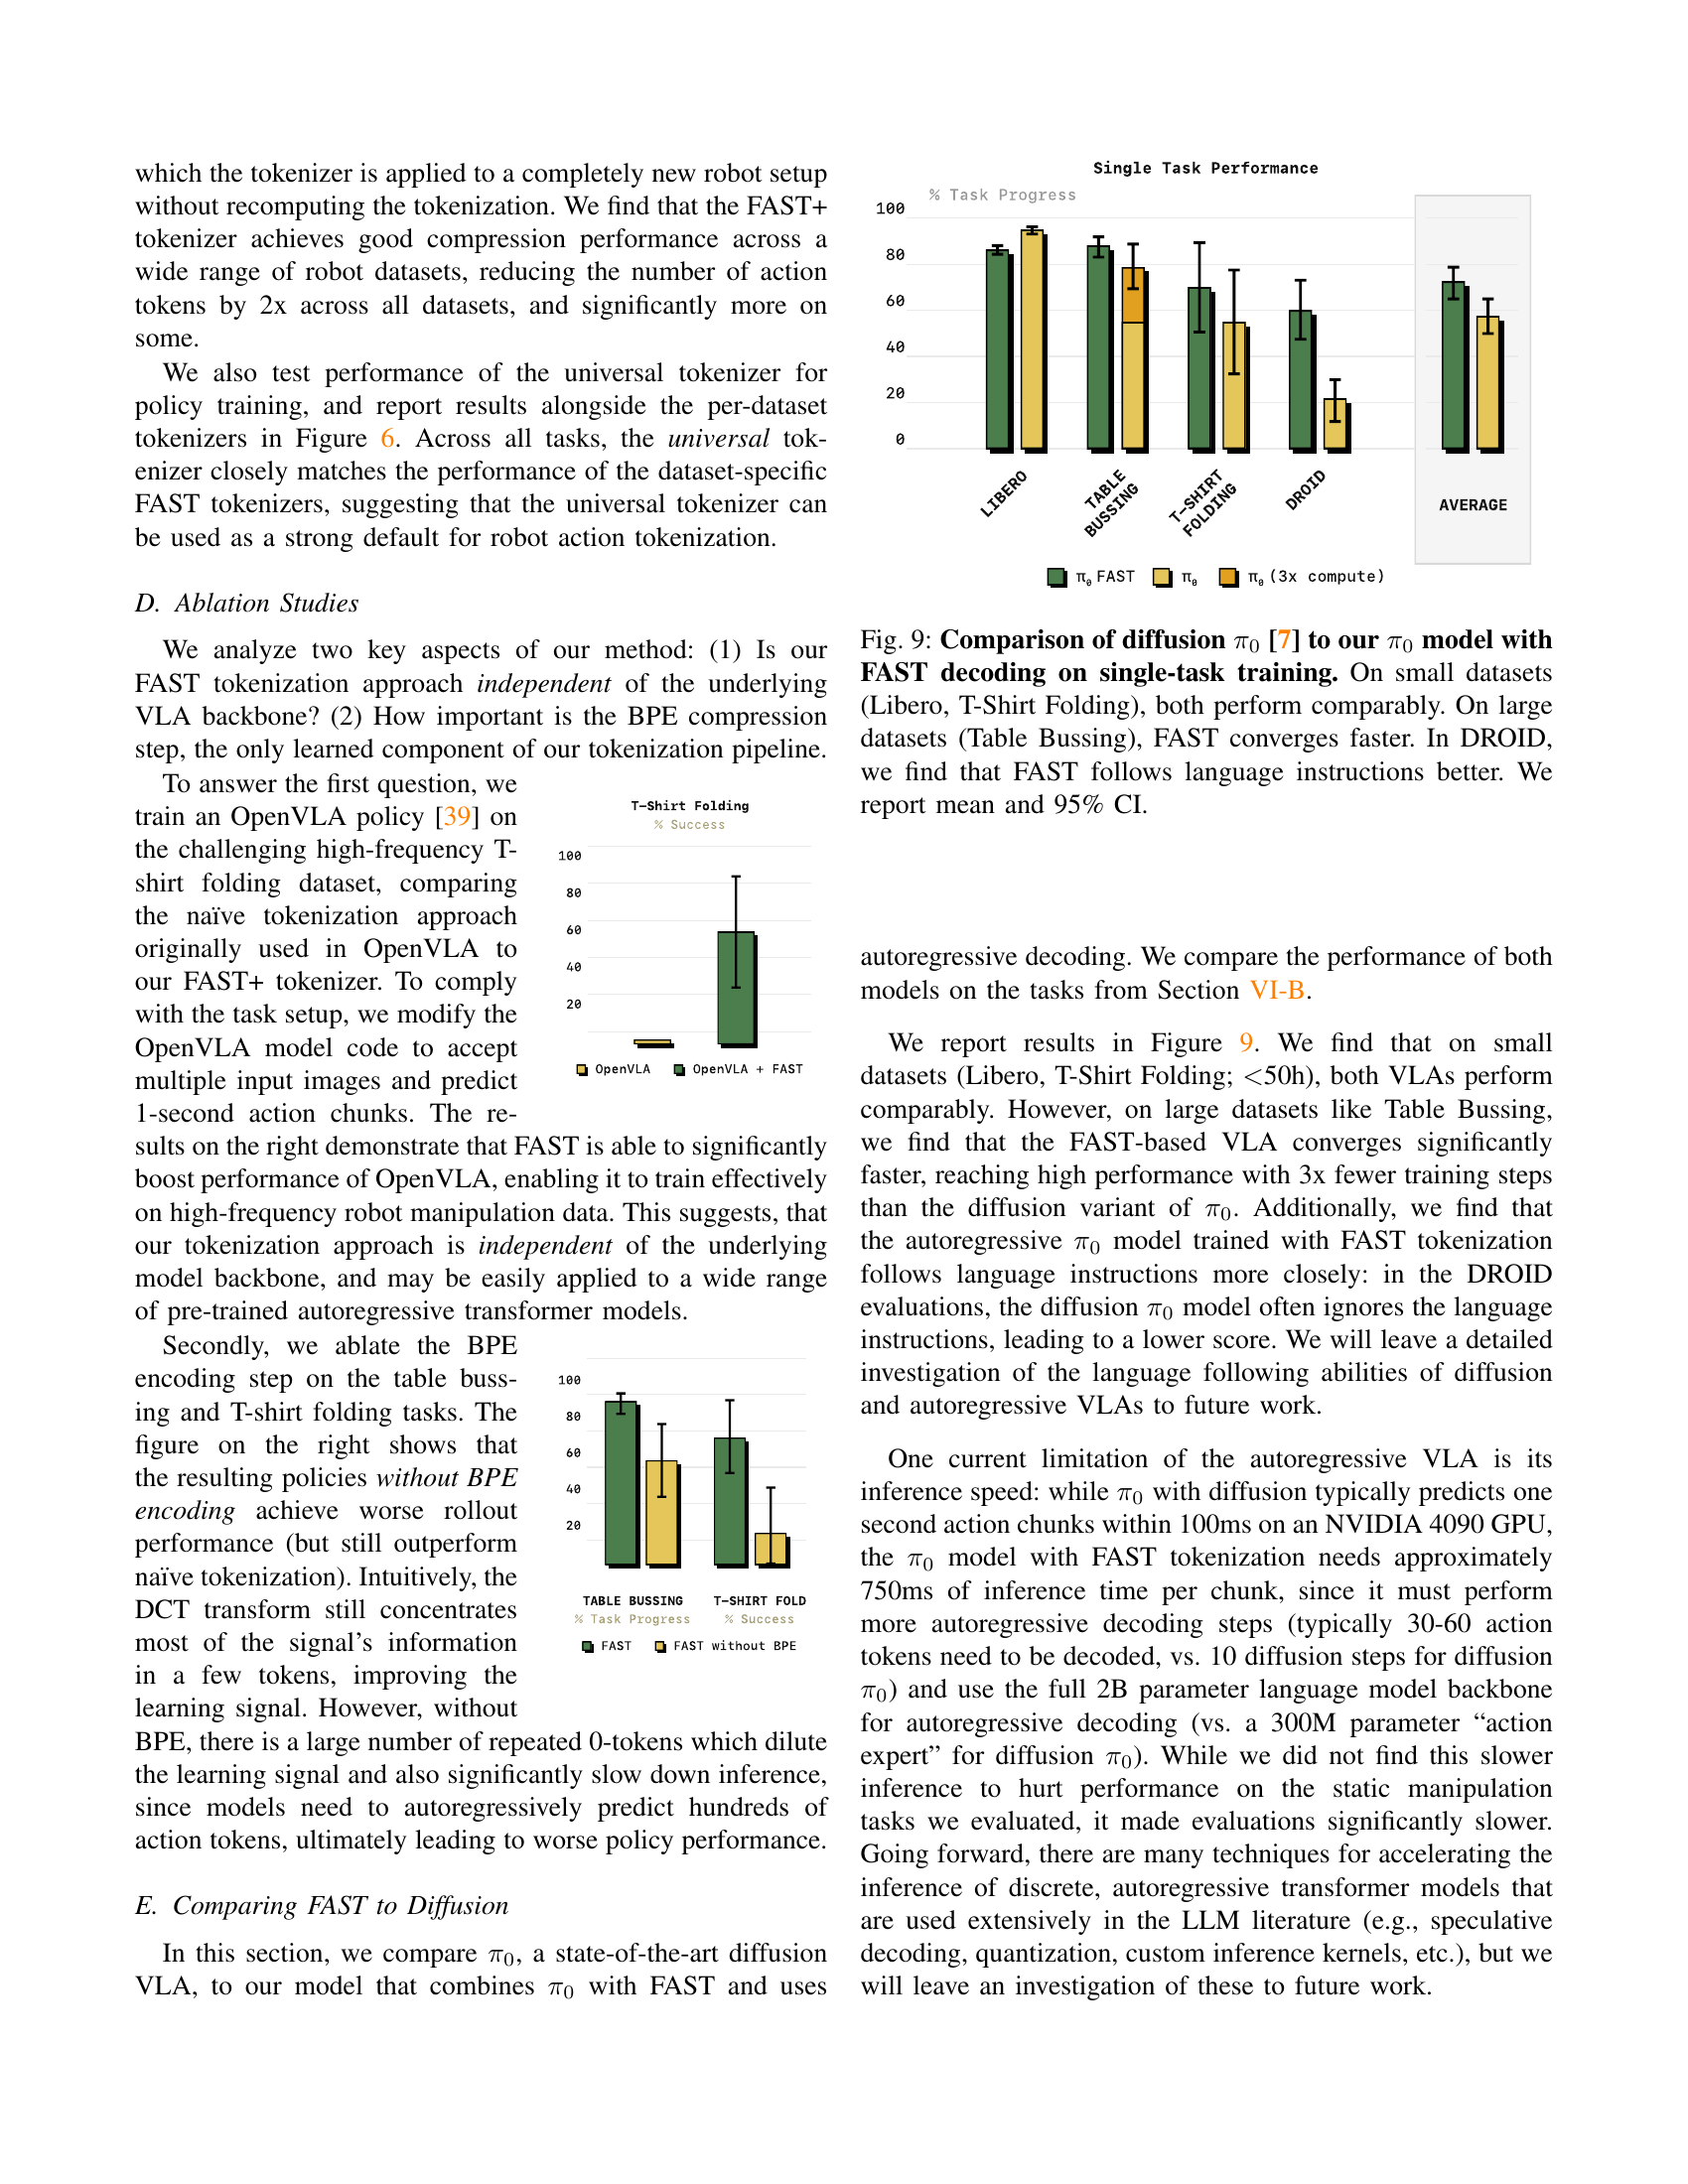 which the tokenizer is applied to a completely new robot setup
without recomputing the tokenization. We find that the FAST+
tokenizer achieves good compression performance across a
wide range of robot datasets, reducing the number of action
tokens by 2x across all datasets, and significantly more on
some.
We also test performance of the universal tokenizer for
policy training, and report results alongside the per-dataset
tokenizers in Figure 6. Across all tasks, the universal tok-
enizer closely matches the performance of the dataset-specific
FAST tokenizers, suggesting that the universal tokenizer can
be used as a strong default for robot action tokenization.
D. Ablation Studies
We analyze two key aspects of our method: (1) Is our
FAST tokenization approach independent of the underlying
VLA backbone? (2) How important is the BPE compression
step, the only learned component of our tokenization pipeline.
To answer the first question, we
train an OpenVLA policy [39] on
the challenging high-frequency T-
shirt folding dataset, comparing
the naïve tokenization approach
originally used in OpenVLA to
our FAST+ tokenizer. To comply
with the task setup, we modify the
OpenVLA model code to accept
multiple input images and predict
1-second action chunks. The re-
T-Shirt Folding
% Success
100
80
60
40
20
OpenVLA OpenVLA + FAST
sults on the right demonstrate that FAST is able to significantly
boost performance of OpenVLA, enabling it to train effectively
on high-frequency robot manipulation data. This suggests, that
our tokenization approach is independent of the underlying
model backbone, and may be easily applied to a wide range
of pre-trained autoregressive transformer models.
Secondly, we ablate the BPE
encoding step on the table buss-
ing and T-shirt folding tasks. The
figure on the right shows that
the resulting policies without BPE
encoding achieve worse rollout
performance (but still outperform
naïve tokenization). Intuitively, the
DCT transform still concentrates
most of the signal's information
in a few tokens, improving the
learning signal. However, without
100
80
60
40
20
TABLE BUSSING T-SHIRT FOLD
% Task Progress % Success
FAST FAST without BPE
BPE, there is a large number of repeated 0-tokens which dilute
the learning signal and also significantly slow down inference,
since models need to autoregressively predict hundreds of
action tokens, ultimately leading to worse policy performance.
E. Comparing FAST to Diffusion
In this section, we compare π0, a state-of-the-art diffusion
VLA, to our model that combines π0 with FAST and uses
Single Task Performance
% Task Progress
100
80
60
40
20
0
LIBERO
TABLE
BUSSING
T-SHIRT
FOLDING
DROID
AVERAGE
π0 FAST π0 π0 (3x compute)
Fig. 9: Comparison of diffusion π0 [7] to our π0 model with
FAST decoding on single-task training. On small datasets
(Libero, T-Shirt Folding), both perform comparably. On large
datasets (Table Bussing), FAST converges faster. In DROID,
we find that FAST follows language instructions better. We
report mean and 95% CI.
autoregressive decoding. We compare the performance of both
models on the tasks from Section VI-B.
We report results in Figure 9. We find that on small
datasets (Libero, T-Shirt Folding; <50h), both VLAs perform
comparably. However, on large datasets like Table Bussing,
we find that the FAST-based VLA converges significantly
faster, reaching high performance with 3x fewer training steps
than the diffusion variant of π0. Additionally, we find that
the autoregressive π0 model trained with FAST tokenization
follows language instructions more closely: in the DROID
evaluations, the diffusion π0 model often ignores the language
instructions, leading to a lower score. We will leave a detailed
investigation of the language following abilities of diffusion
and autoregressive VLAs to future work.
One current limitation of the autoregressive VLA is its
inference speed: while π0 with diffusion typically predicts one
second action chunks within 100ms on an NVIDIA 4090 GPU,
the π0 model with FAST tokenization needs approximately
750ms of inference time per chunk, since it must perform
more autoregressive decoding steps (typically 30-60 action
tokens need to be decoded, vs. 10 diffusion steps for diffusion
π0) and use the full 2B parameter language model backbone
for autoregressive decoding (vs. a 300M parameter “action
expert” for diffusion π0). While we did not find this slower
inference to hurt performance on the static manipulation
tasks we evaluated, it made evaluations significantly slower.
Going forward, there are many techniques for accelerating the
inference of discrete, autoregressive transformer models that
are used extensively in the LLM literature (e.g., speculative
decoding, quantization, custom inference kernels, etc.), but we
will leave an investigation of these to future work.